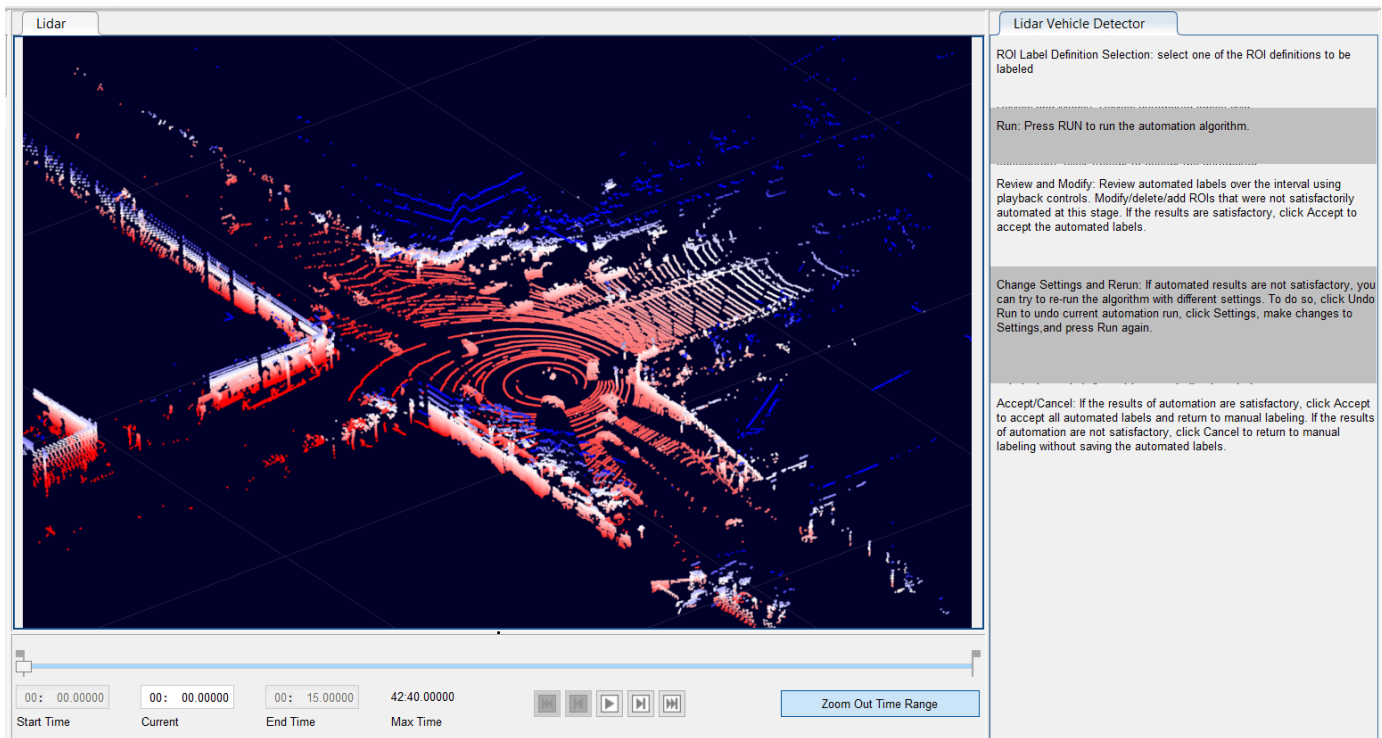 Lidar
Lidar Vehicle Detector
ROI Label Definition Selection: select one of the ROI definitions to be
labeled
Run: Press RUN to run the automation algorithm.
Review and Modify: Review automated labels over the interval using
playback controls. Modify/delete/add ROIs that were not satisfactorily
automated at this stage. If the results are satisfactory, click Accept to
accept the automated labels.
Change Settings and Rerun: If automated results are not satisfactory, you
can try to re-run the algorithm with different settings. To do so, click Undo
Run to undo current automation run, click Settings, make changes to
Settings,and press Run again.
Accept/Cancel: If the results of automation are satisfactory, click Accept
to accept all automated labels and return to manual labeling. If the results
of automation are not satisfactory, click Cancel to return to manual
labeling without saving the automated labels.
00: 00.00000
00: 00.00000
00: 15.00000
42:40.00000
Zoom Out Time Range
Start Time
Current
End Time
Max Time